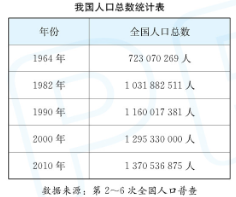 我国人口总数统计表
年份 全国人口总数
1964 年 723 070 269 人
1982 年 1 031 882 511 人
1990 年 1 160 017 381 人
2000 年 1 295 330 000 人
2010 年 1 370 536 875 人
数据来源：第 2～6 次全国人口普查